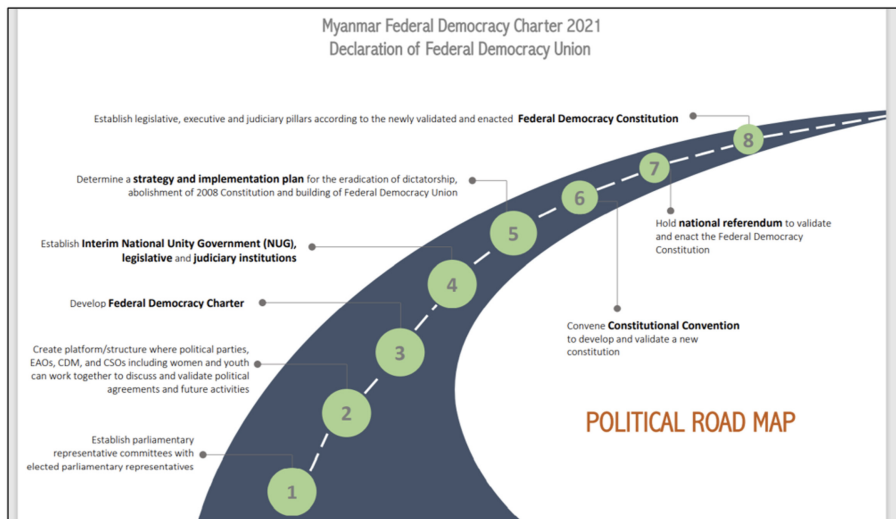 Myanmar Federal Democracy Charter 2021
Declaration of Federal Democracy Union
Establish legislative, executive and judiciary pillars according to the newly validated and enacted Federal Democracy Constitution
8
7
Determine a strategy and implementation plan for the eradication of dictatorship,
abolishment of 2008 Constitution and building of Federal Democracy Union
6
Hold national referendum to validate
and enact the Federal Democracy
Constitution
5
Establish Interim National Unity Government (NUG),
legislative and judiciary institutions
4
Develop Federal Democracy Charter
Convene Constitutional Convention
to develop and validate a new
constitution
3
Create platform/structure where political parties,
EAOs, CDM, and CSOs including women and youth
can work together to discuss and validate political
agreements and future activities
2
POLITICAL ROAD MAP
Establish parliamentary
representative committees with
elected parliamentary representatives
1